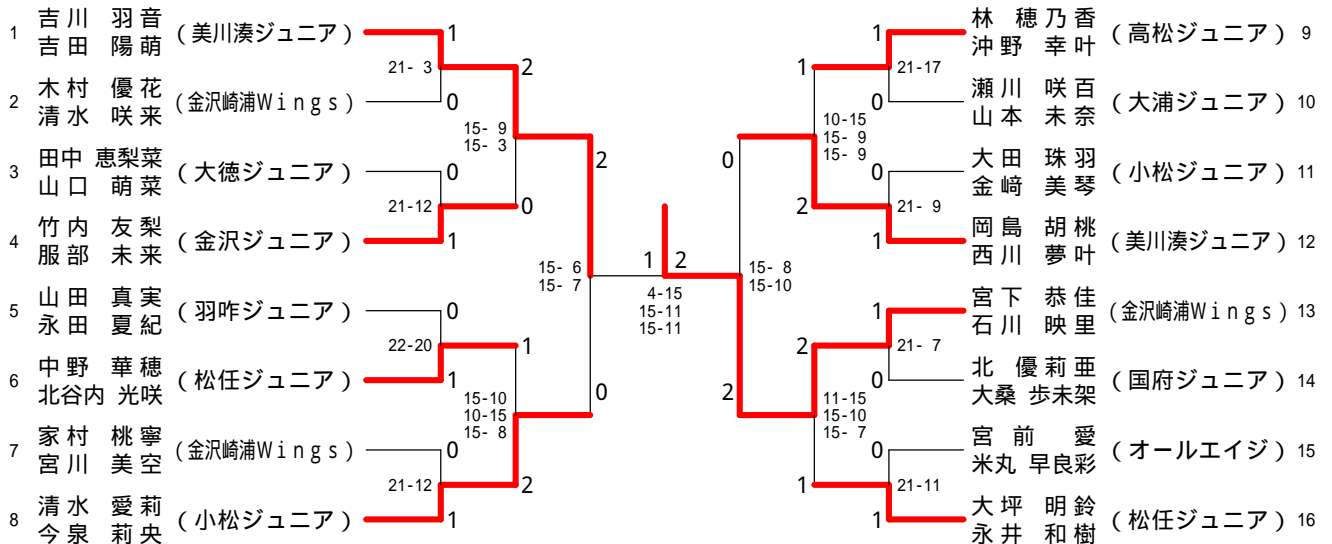 1 吉川 羽音 吉田 陽萌 (美川湊ジュニア) 1
21- 3
2 木村 優花 清水 咲来 (金沢崎浦Wings) 0
2
15- 9
15- 3
3 田中 恵梨菜 山口 萌菜 (大徳ジュニア) 0
21-12
4 竹内 友梨 服部 未来 (金沢ジュニア) 1
0
2
15- 6
15- 7
5 山田 真実 永田 夏紀 (羽咋ジュニア) 0
22-20
6 中野 華穂 北谷内 光咲 (松任ジュニア) 1
1
15-10
10-15
15- 8
7 家村 桃寧 宮川 美空 (金沢崎浦Wings) 0
21-12
8 清水 愛莉 今泉 莉央 (小松ジュニア) 1
2
0
1 2
4-15
15-11
15-11
1 林 穂乃香 沖野 幸叶 (高松ジュニア) 9
21-17
0 瀬川 咲百 山本 未奈 (大浦ジュニア) 10
1
10-15
15- 9
15- 9
0 大田 珠羽 金﨑 美琴 (小松ジュニア) 11
21- 9
1 岡島 胡桃 西川 夢叶 (美川湊ジュニア) 12
2
0
15- 8
15-10
1 宮下 恭佳 石川 映里 (金沢崎浦Wings) 13
21- 7
0 北 優莉亜 大桑 歩未架 (国府ジュニア) 14
2
11-15
15-10
15- 7
0 宮前 愛 米丸 早良彩 (オールエイジ) 15
21-11
1 大坪 明鈴 永井 和樹 (松任ジュニア) 16
1
2